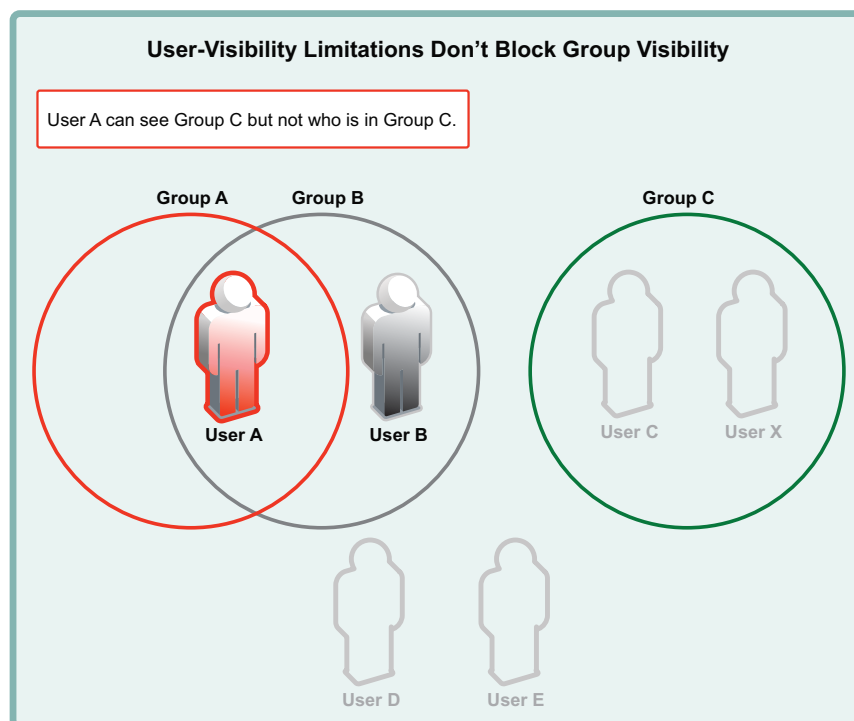 User-Visibility Limitations Don’t Block Group Visibility
User A can see Group C but not who is in Group C.
Group A
Group B
Group C
User A
User B
User C
User X
User D
User E